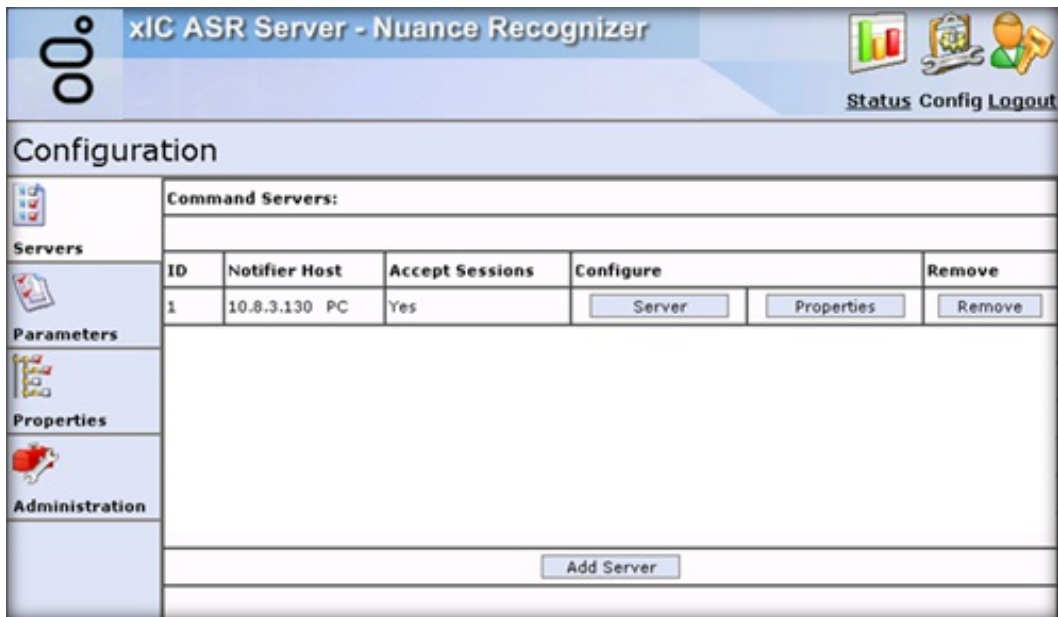 xIC ASR Server - Nuance Recognizer
Status Config Logout
Configuration
Servers
Parameters
Properties
Administration
Command Servers:
ID Notifier Host Accept Sessions Configure Remove
1 10.8.3.130 PC Yes Server Properties Remove
Add Server